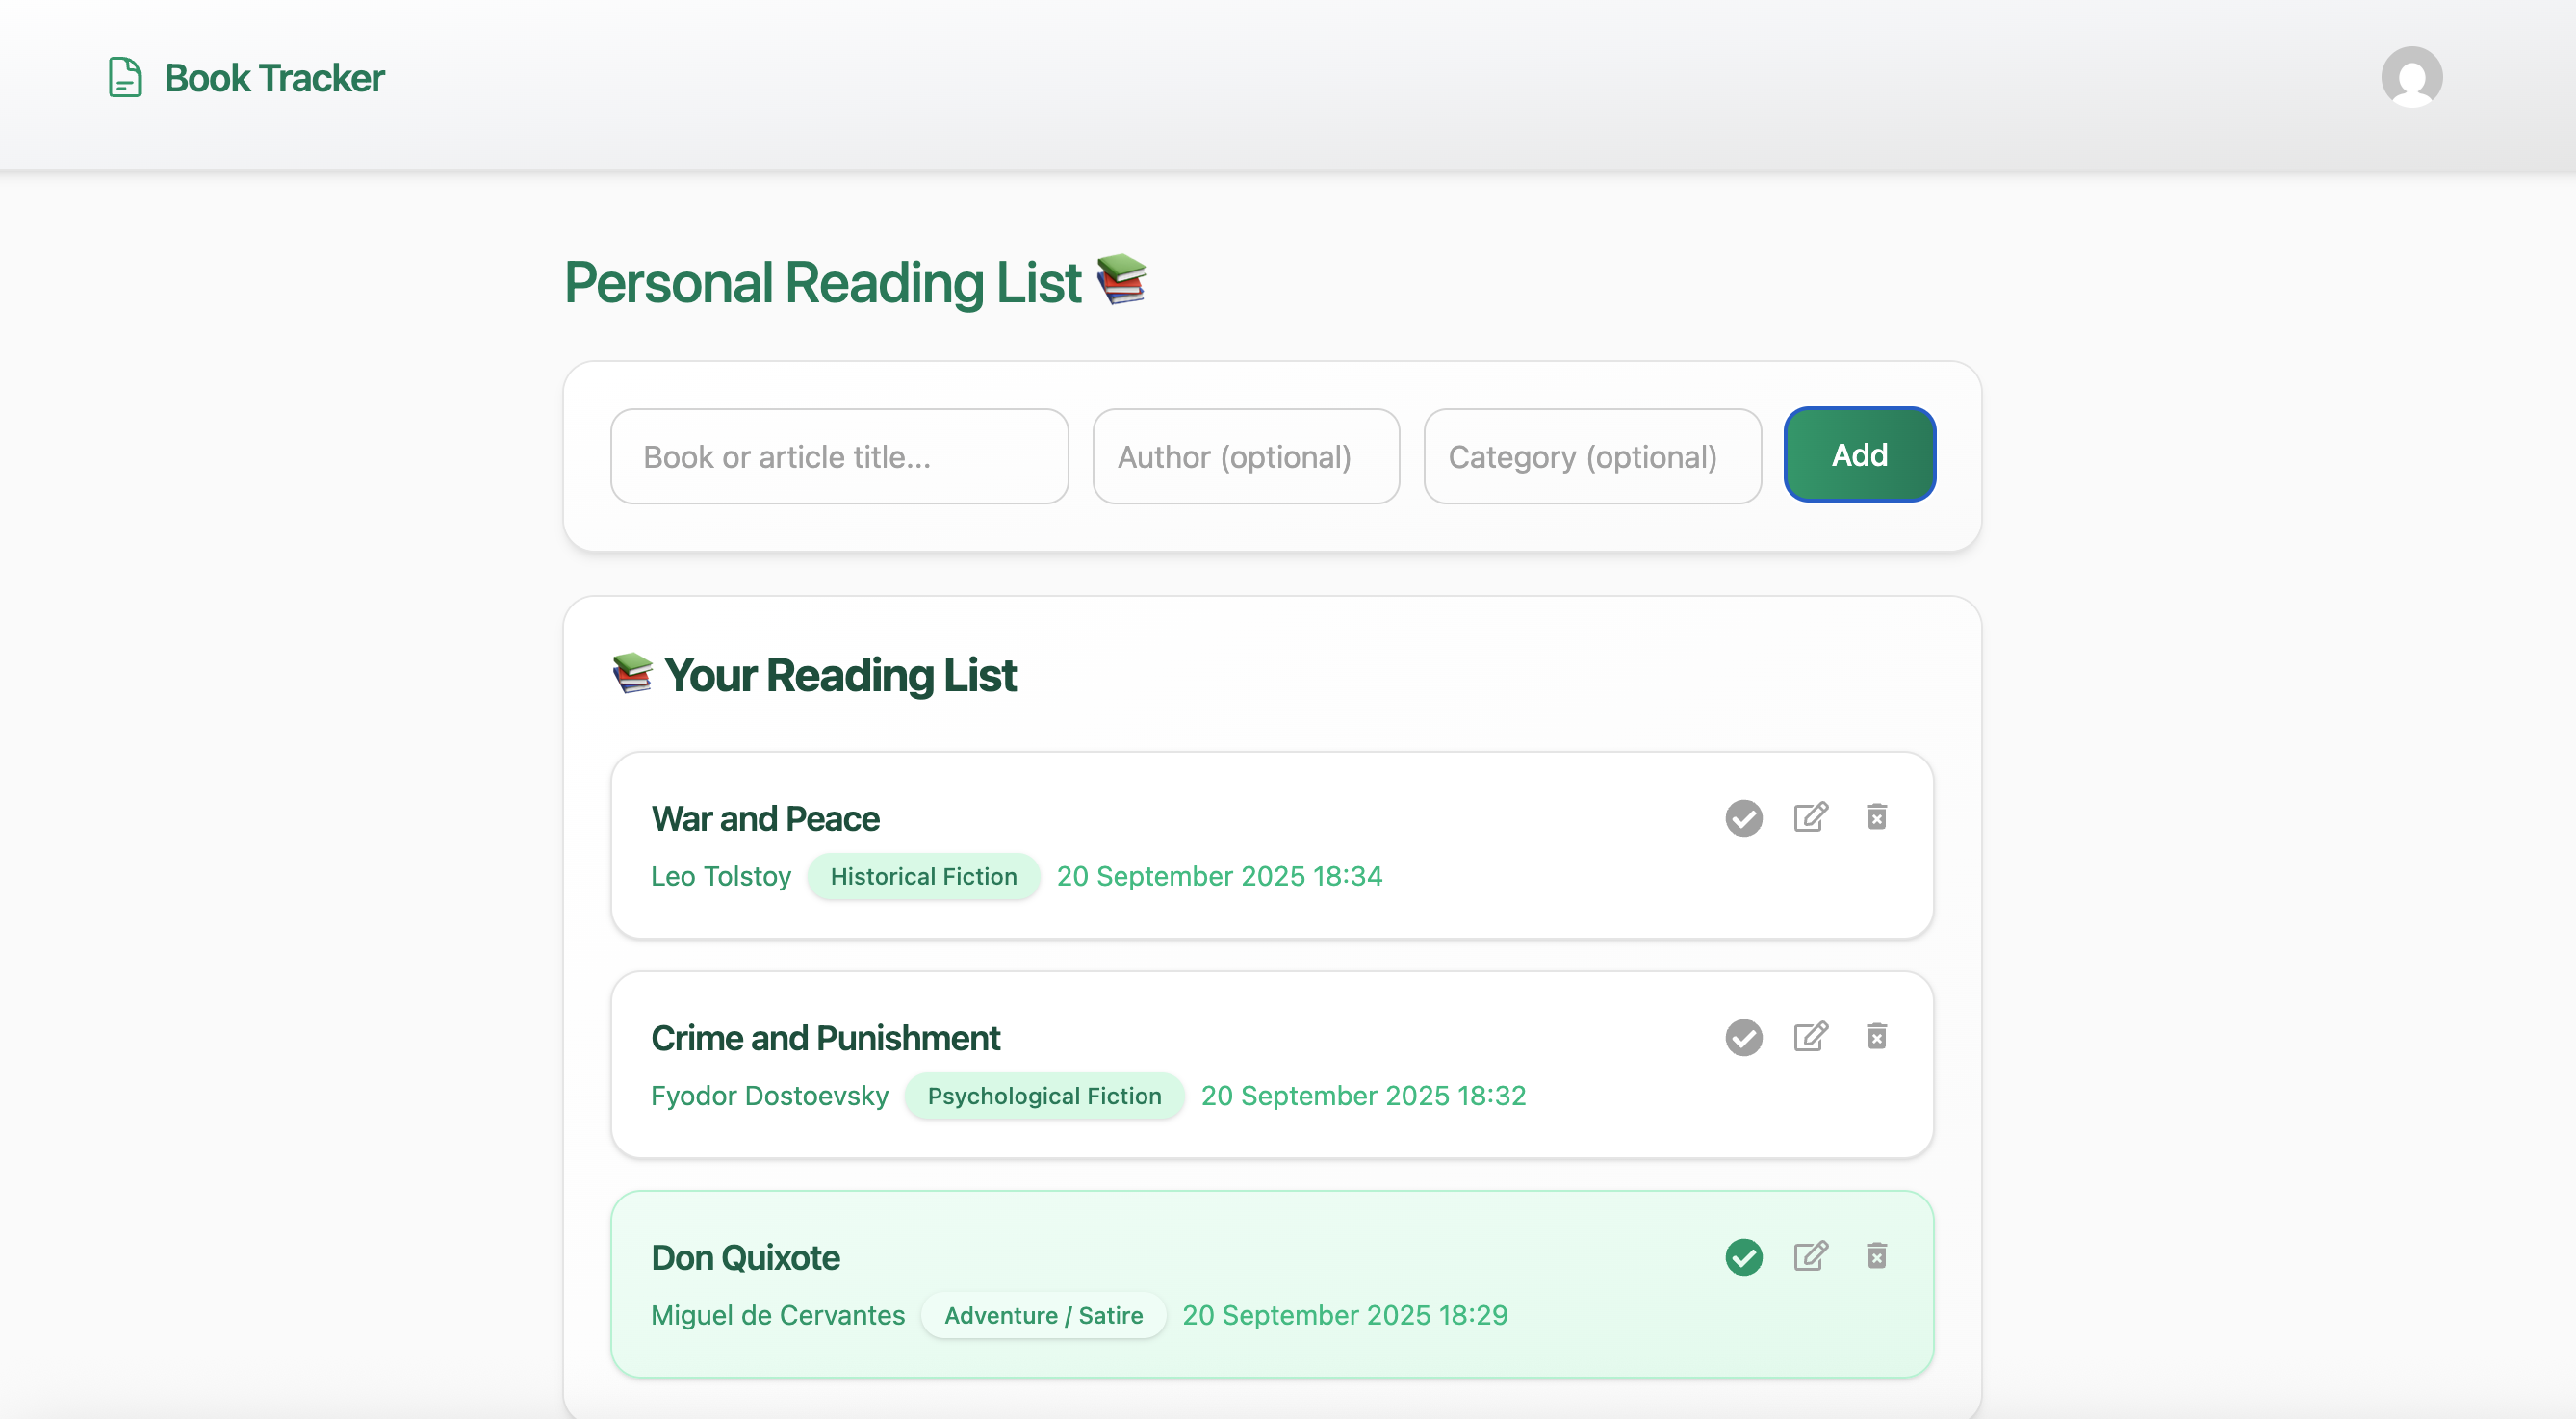 Book Tracker
Personal Reading List
Book or article title...
Author (optional)
Category (optional)
Add
Your Reading List
War and Peace
Leo Tolstoy Historical Fiction 20 September 2025 18:34
Crime and Punishment
Fyodor Dostoevsky Psychological Fiction 20 September 2025 18:32
Don Quixote
Miguel de Cervantes Adventure / Satire 20 September 2025 18:29